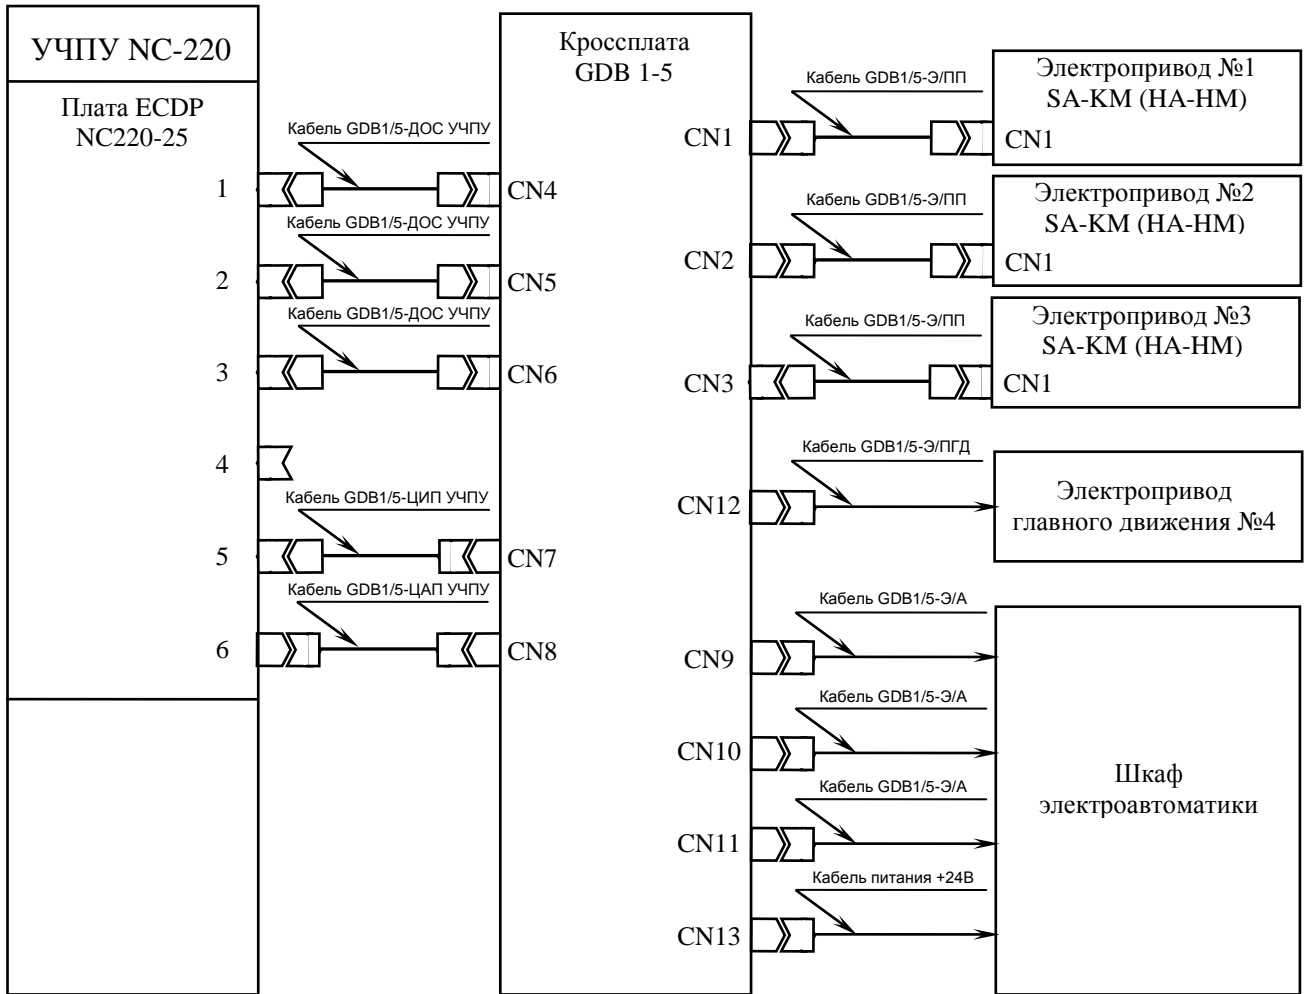 УЧПУ NC-220
Плата ECDP
NC220-25
1
2
3
4
5
6
Кабель GDB1/5-ДОС УЧПУ
Кабель GDB1/5-ДОС УЧПУ
Кабель GDB1/5-ДОС УЧПУ
Кабель GDB1/5-ЦИП УЧПУ
Кабель GDB1/5-ЦАП УЧПУ
Кроссплата
GDB 1-5
CN4
CN5
CN6
CN7
CN8
CN1
CN2
CN3
CN12
CN9
CN10
CN11
CN13
Кабель GDB1/5-Э/ПП
Кабель GDB1/5-Э/ПП
Кабель GDB1/5-Э/ПП
Кабель GDB1/5-Э/ПГД
Кабель GDB1/5-Э/А
Кабель GDB1/5-Э/А
Кабель GDB1/5-Э/А
Кабель питания +24В
Электропривод №1
SA-KM (HA-HM)
CN1
Электропривод №2
SA-KM (HA-HM)
CN1
Электропривод №3
SA-KM (HA-HM)
CN1
Электропривод
главного движения №4
Шкаф
электроавтоматики